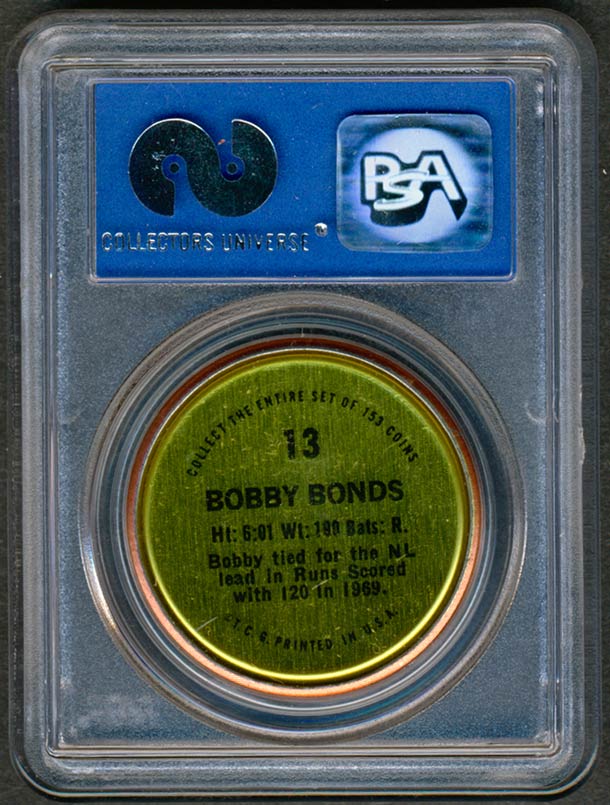 COLLECTORS UNIVERSE®
PSA
COLLECT THE ENTIRE SET OF 153 COINS
13
BOBBY BONDS
Ht: 6:01 Wt: 190 Bats: R.
Bobby tied for the NL
lead in Runs Scored
with 120 in 1969.
*T.C.G. PRINTED IN U.S.A.